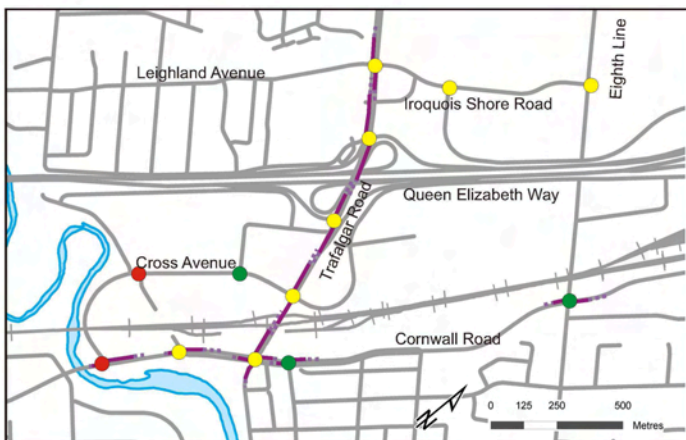 Leighland Avenue
Iroquois Shore Road
Eighth Line
Queen Elizabeth Way
Trafalgar Road
Cross Avenue
Cornwall Road
N
0 125 250 500
Metres